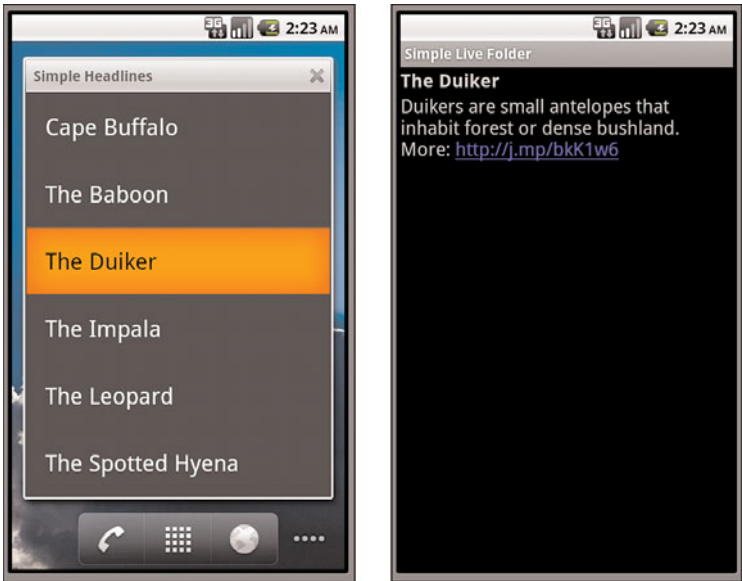 3G
2:23 AM
Simple Headlines
Cape Buffalo
The Baboon
The Duiker
The Impala
The Leopard
The Spotted Hyena
3G
2:23 AM
Simple Live Folder
The Duiker
Duikers are small antelopes that
inhabit forest or dense bushland.
More: http://j.mp/bkK1w6